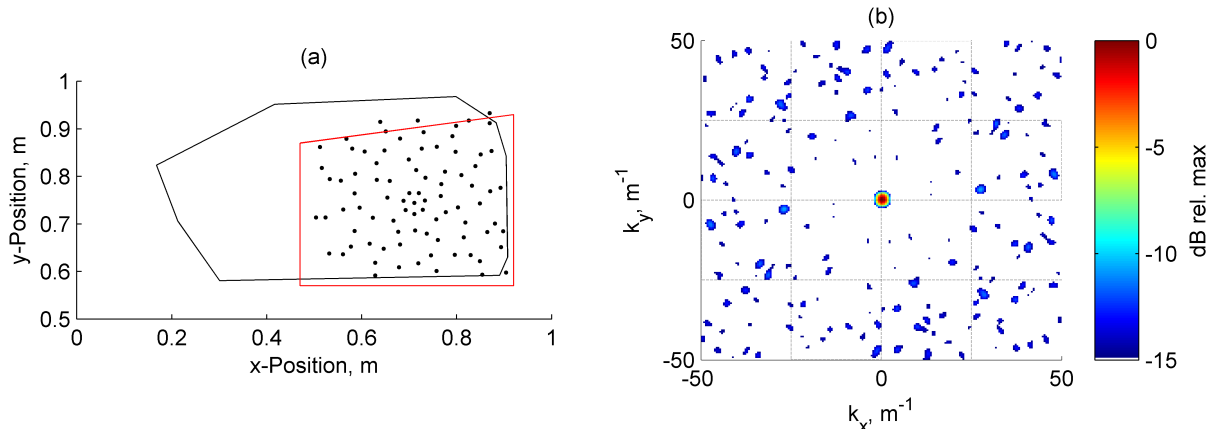 (a)
1
0.9
0.8
0.7
0.6
0.5
0 0.2 0.4 0.6 0.8 1
y-Position, m
x-Position, m
(b)
50
25
0
-25
-50
-50 0 50
k_y, m^-1
k_x, m^-1
0
-5
-10
-15
dB rel. max